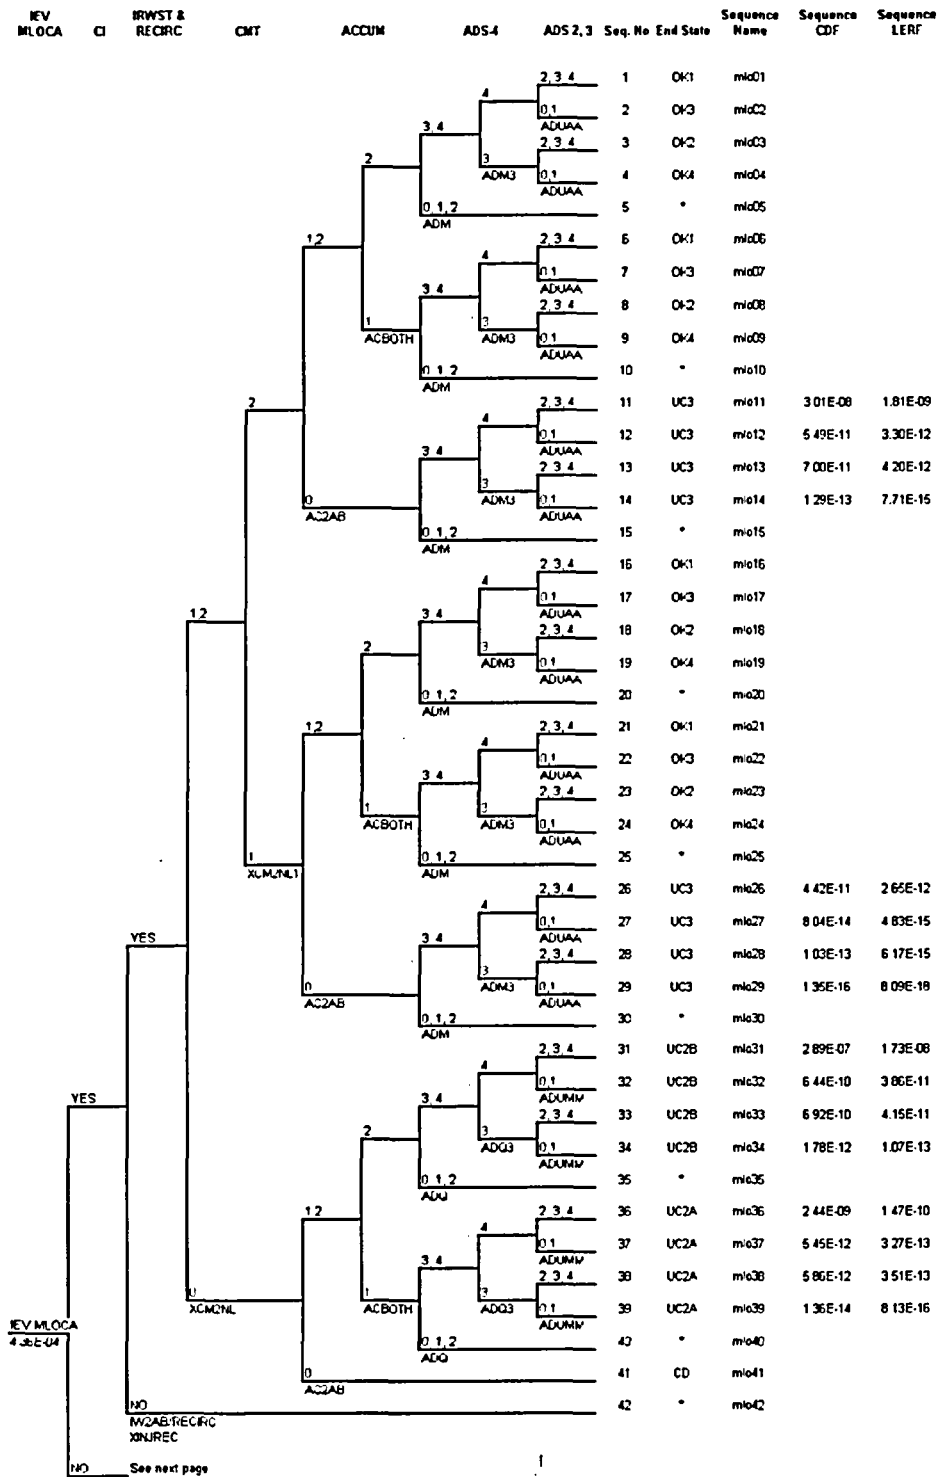 IEV MLOCA CI IRWST & RECIRC CMT ACCUM ADS-4 ADS 2, 3 Seq. No End State Sequence Name Sequence CDF Sequence LERF
2, 3, 4 1 OK1 mlo01
4
0,1 2 OK3 mlo02
ADUAA
3, 4
2, 3, 4 3 OK2 mlo03
3
ADM3
0,1 4 OK4 mlo04
ADUAA
2
0, 1, 2 5 * mlo05
ADM
1,2
2, 3, 4 6 OK1 mlo06
4
0,1 7 OK3 mlo07
ADUAA
3, 4
2, 3, 4 8 OK2 mlo08
1
ACBOTH
3
ADM3
0,1 9 OK4 mlo09
ADUAA
0, 1, 2 10 * mlo10
ADM
2
2, 3, 4 11 UC3 mlo11 3.01E-08 1.81E-09
4
0,1 12 UC3 mlo12 5.49E-11 3.30E-12
ADUAA
3, 4
2, 3, 4 13 UC3 mlo13 7.00E-11 4.20E-12
3
ADM3
0,1 14 UC3 mlo14 1.29E-13 7.71E-15
ADUAA
0
AC2AB
0, 1, 2 15 * mlo15
ADM
2, 3, 4 16 OK1 mlo16
4
0,1 17 OK3 mlo17
ADUAA
1,2
3, 4
2, 3, 4 18 OK2 mlo18
3
ADM3
0,1 19 OK4 mlo19
ADUAA
2
0, 1, 2 20 * mlo20
ADM
1,2
2, 3, 4 21 OK1 mlo21
4
0,1 22 OK3 mlo22
ADUAA
3, 4
2, 3, 4 23 OK2 mlo23
1
ACBOTH
3
ADM3
0,1 24 OK4 mlo24
ADUAA
0, 1, 2 25 * mlo25
ADM
1
XCM2NL1
2, 3, 4 26 UC3 mlo26 4.42E-11 2.65E-12
4
0,1 27 UC3 mlo27 8.04E-14 4.83E-15
ADUAA
YES
3, 4
2, 3, 4 28 UC3 mlo28 1.03E-13 6.17E-15
3
ADM3
0,1 29 UC3 mlo29 1.35E-16 8.09E-18
ADUAA
0
AC2AB
0, 1, 2 30 * mlo30
ADM
2, 3, 4 31 UC2B mlo31 2.89E-07 1.73E-08
4
0,1 32 UC2B mlo32 6.44E-10 3.86E-11
ADUMM
YES
3, 4
2, 3, 4 33 UC2B mlo33 6.92E-10 4.15E-11
3
ADQ3
0,1 34 UC2B mlo34 1.78E-12 1.07E-13
ADUMM
2
0, 1, 2 35 * mlo35
ADQ
1,2
2, 3, 4 36 UC2A mlo36 2.44E-09 1.47E-10
4
0,1 37 UC2A mlo37 5.45E-12 3.27E-13
ADUMM
3, 4
2, 3, 4 38 UC2A mlo38 5.86E-12 3.51E-13
0
XCM2NL
1
ACBOTH
3
ADQ3
0,1 39 UC2A mlo39 1.36E-14 8.13E-16
ADUMM
IEV MLOCA
0, 1, 2 40 * mlo40
ADQ
0 41 CD mlo41
AC2AB
NO 42 * mlo42
IW2AB/RECIRC
XINJREC
NO See next page